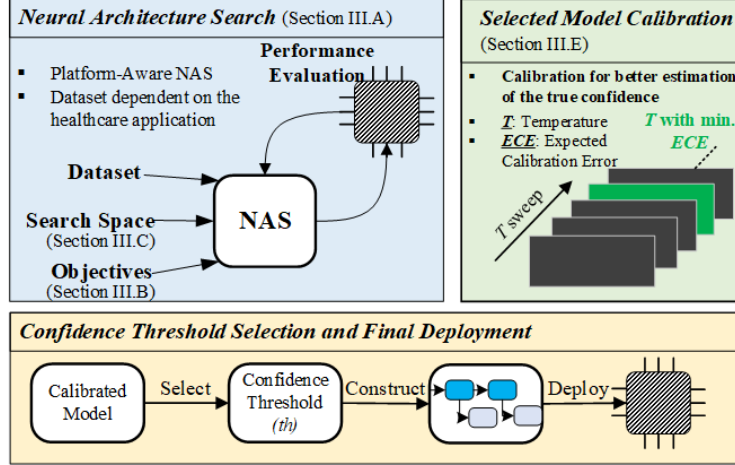 Neural Architecture Search (Section III.A)
▪ Platform-Aware NAS
▪ Dataset dependent on the
healthcare application
Performance
Evaluation
Dataset
Search Space
(Section III.C)
Objectives
(Section III.B)
NAS
Selected Model Calibration
(Section III.E)
▪ Calibration for better estimation
of the true confidence
▪ T: Temperature
▪ ECE: Expected
Calibration Error
T with min.
ECE
T sweep
Confidence Threshold Selection and Final Deployment
Calibrated
Model
Select
Confidence
Threshold
(th)
Construct
Deploy